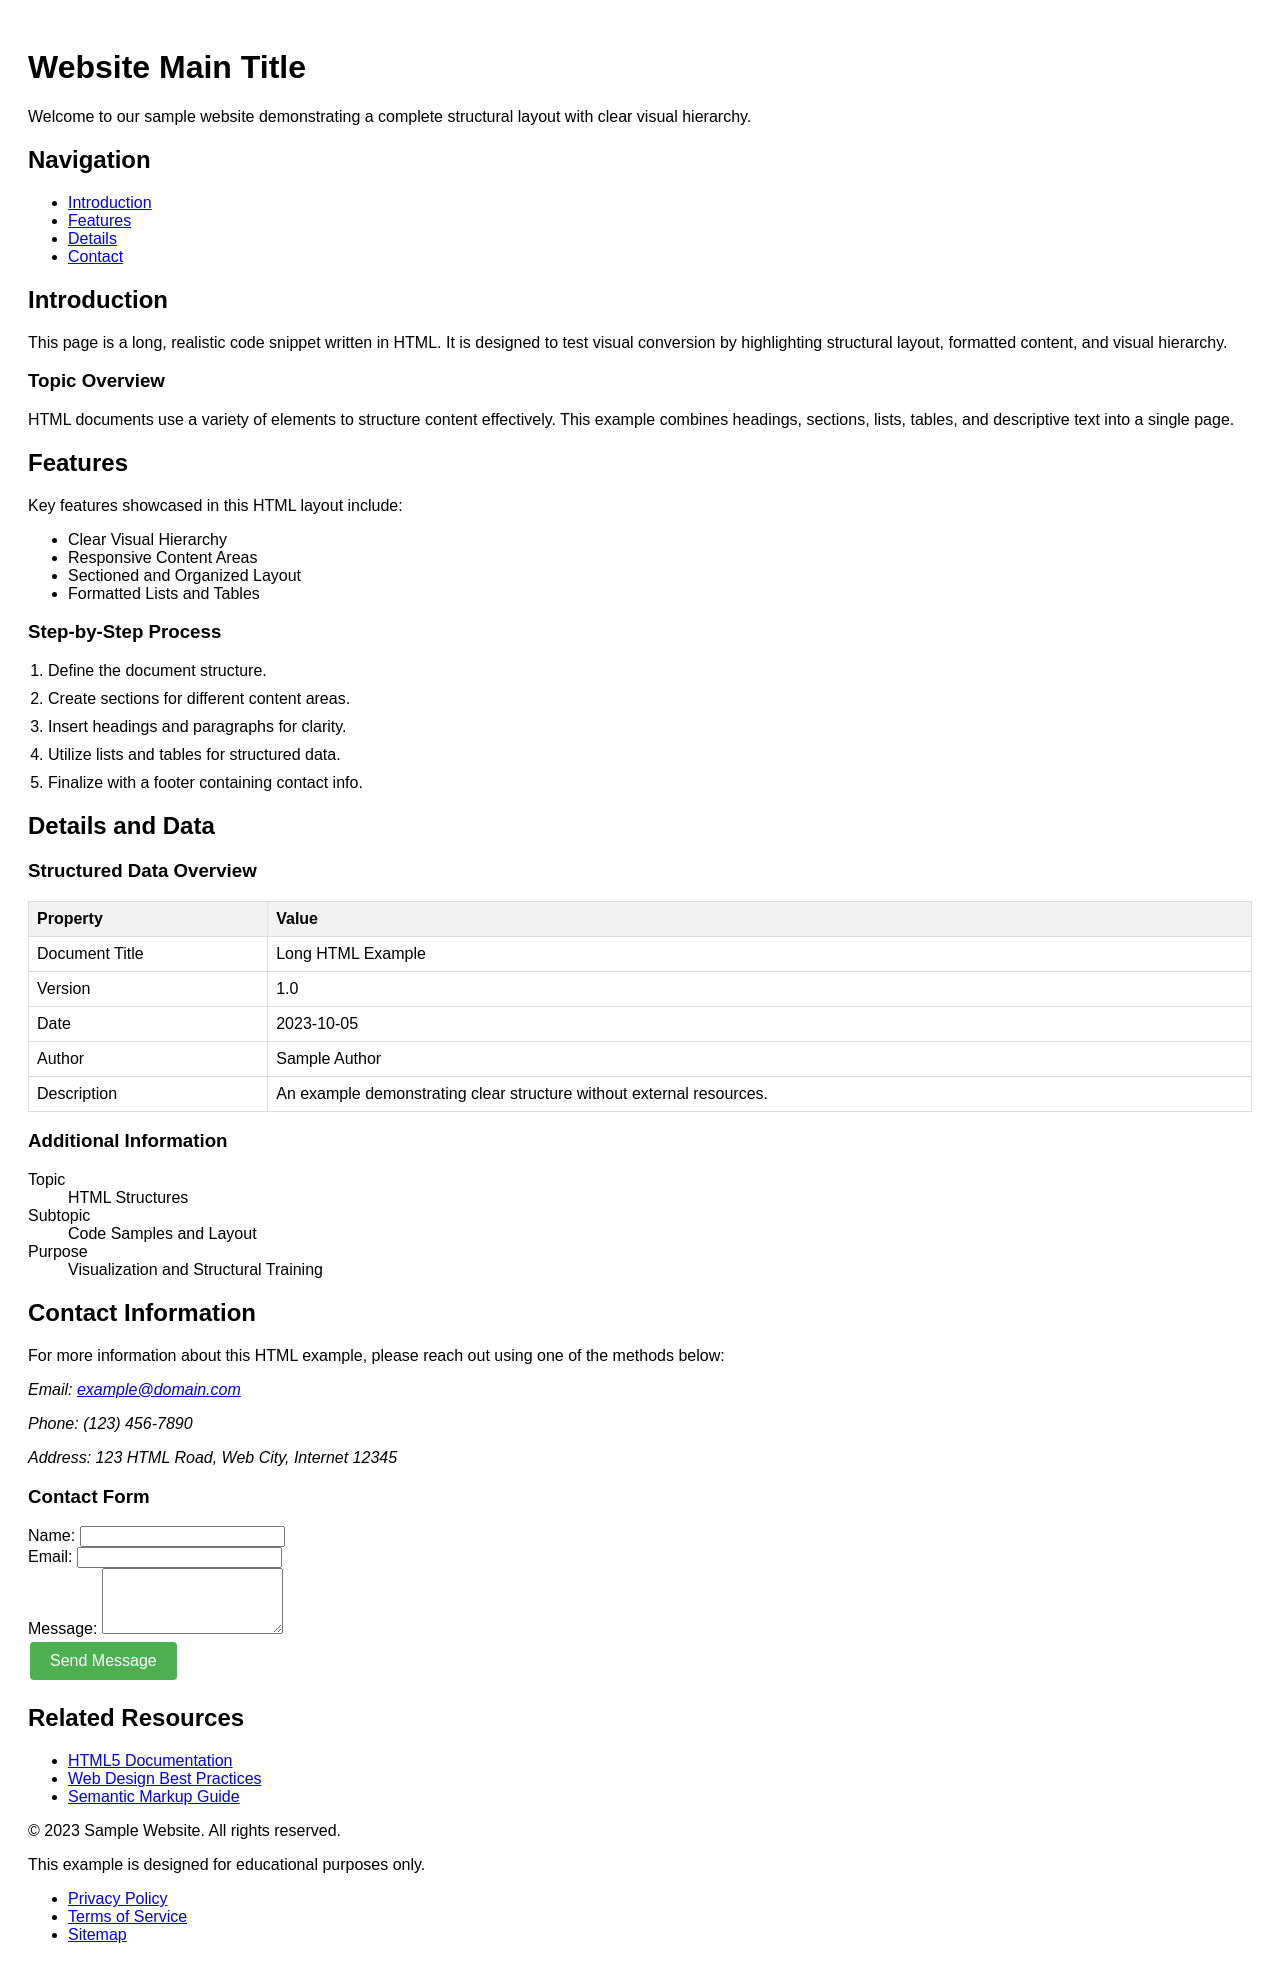 Website Main Title
Welcome to our sample website demonstrating a complete structural layout with clear visual hierarchy.
Navigation
• Introduction
• Features
• Details
• Contact
Introduction
This page is a long, realistic code snippet written in HTML. It is designed to test visual conversion by highlighting structural layout, formatted content, and visual hierarchy.
Topic Overview
HTML documents use a variety of elements to structure content effectively. This example combines headings, sections, lists, tables, and descriptive text into a single page.
Features
Key features showcased in this HTML layout include:
• Clear Visual Hierarchy
• Responsive Content Areas
• Sectioned and Organized Layout
• Formatted Lists and Tables
Step-by-Step Process
1. Define the document structure.
2. Create sections for different content areas.
3. Insert headings and paragraphs for clarity.
4. Utilize lists and tables for structured data.
5. Finalize with a footer containing contact info.
Details and Data
Structured Data Overview
Property Value
Document Title Long HTML Example
Version 1.0
Date 2023-10-05
Author Sample Author
Description An example demonstrating clear structure without external resources.
Additional Information
Topic
HTML Structures
Subtopic
Code Samples and Layout
Purpose
Visualization and Structural Training
Contact Information
For more information about this HTML example, please reach out using one of the methods below:
Email: example@domain.com
Phone: (123) 456-7890
Address: 123 HTML Road, Web City, Internet 12345
Contact Form
Name:
Email:
Message:
Send Message
Related Resources
• HTML5 Documentation
• Web Design Best Practices
• Semantic Markup Guide
© 2023 Sample Website. All rights reserved.
This example is designed for educational purposes only.
• Privacy Policy
• Terms of Service
• Sitemap